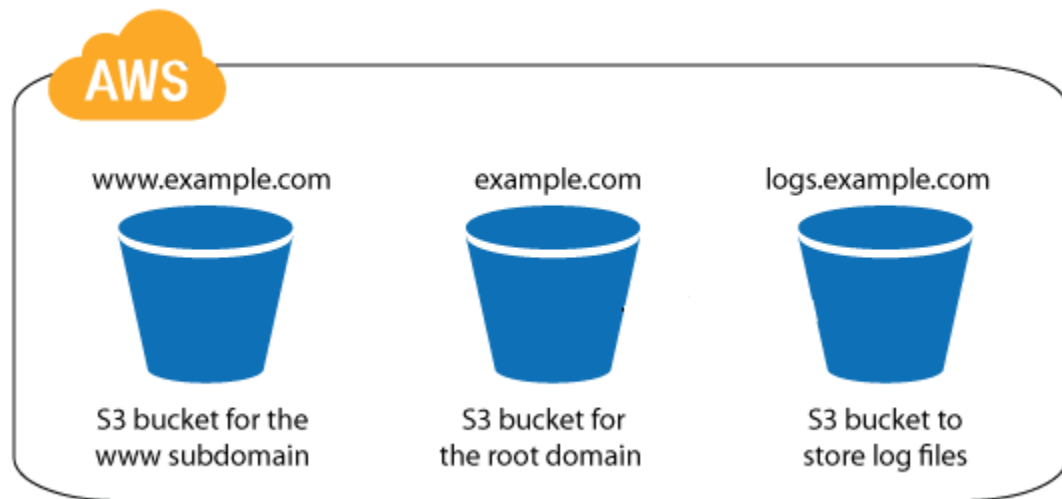 AWS
www.example.com
example.com
logs.example.com
S3 bucket for the
www subdomain
S3 bucket for
the root domain
S3 bucket to
store log files